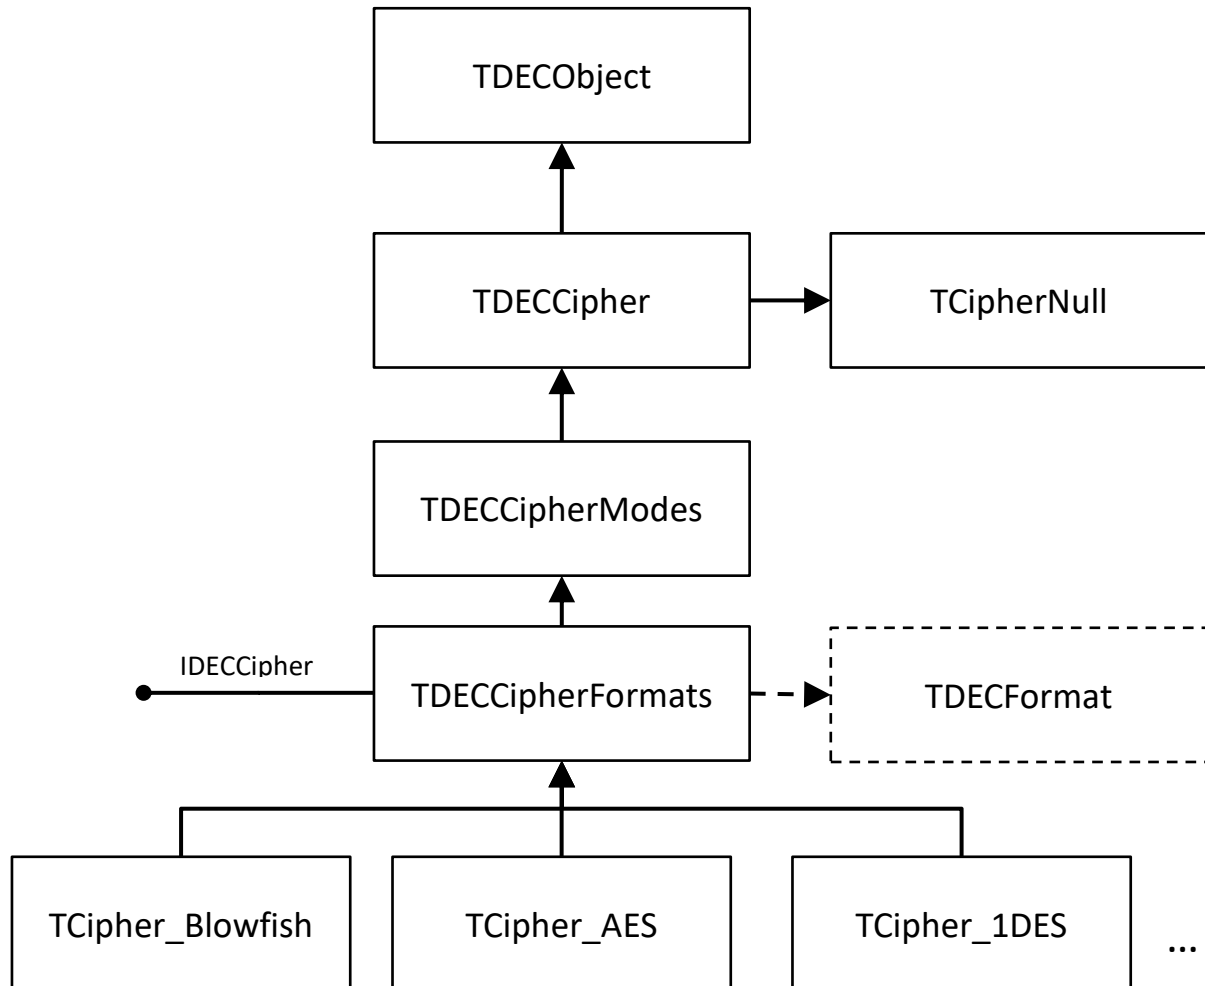 TDECObject
TDECCipher
TCipherNull
TDECCipherModes
IDECCipher
TDECCipherFormats
TDECFormat
TCipher_Blowfish
TCipher_AES
TCipher_1DES
...